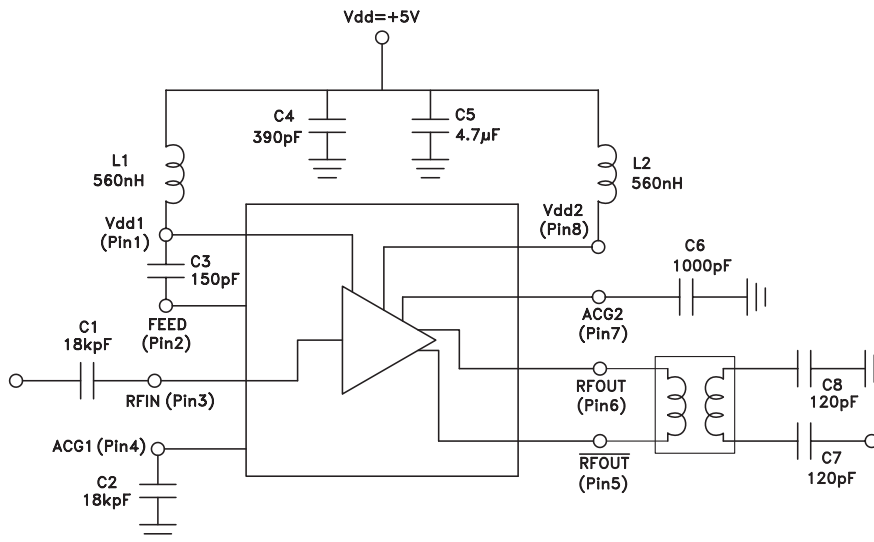 Vdd=+5V
C4
390pF
C5
4.7μF
L1
560nH
L2
560nH
Vdd1
(Pin1)
Vdd2
(Pin8)
C3
150pF
C6
1000pF
FEED
(Pin2)
ACG2
(Pin7)
C1
18kpF
RFIN (Pin3)
RFOUT
(Pin6)
C8
120pF
ACG1 (Pin4)
RFOUT
(Pin5)
C7
120pF
C2
18kpF